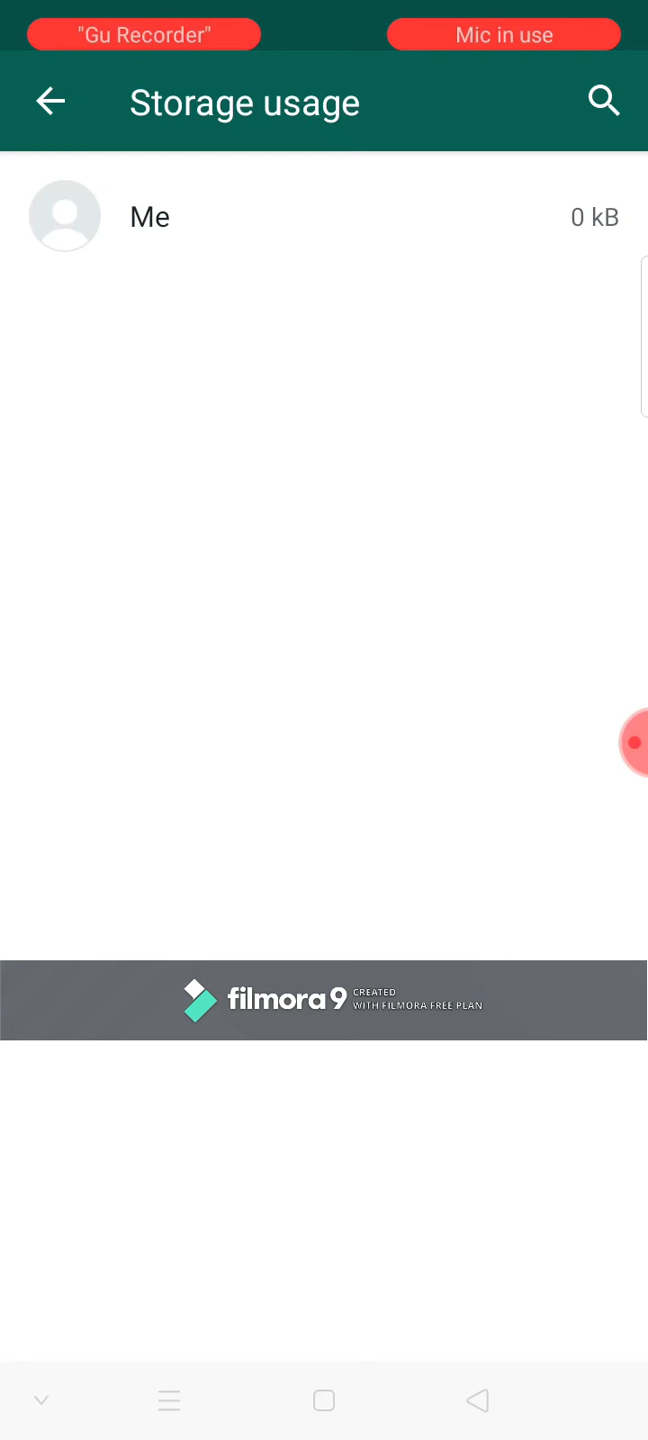 "Gu Recorder"
Mic in use
Storage usage
Me
0 kB
filmora9
CREATED
WITH FILMORA FREE PLAN